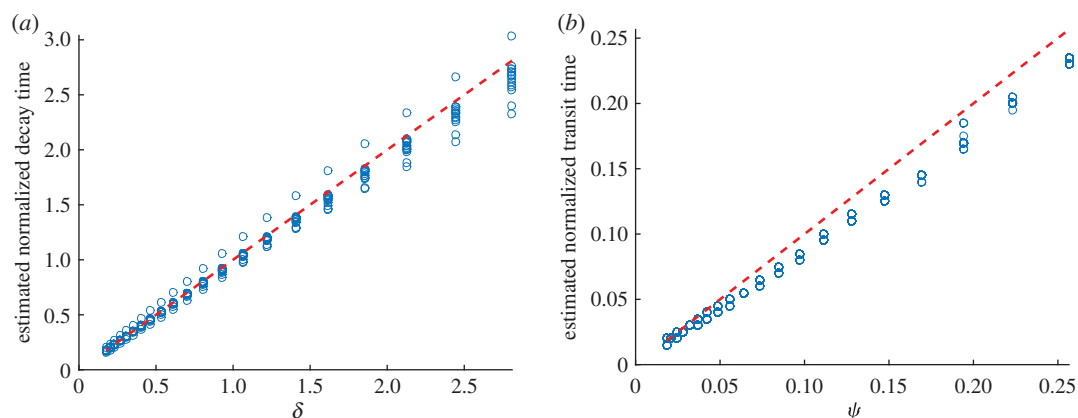 (a)
estimated normalized decay time
3.0
2.5
2.0
1.5
1.0
0.5
0
0 0.5 1.0 1.5 2.0 2.5
δ
(b)
estimated normalized transit time
0.25
0.20
0.15
0.10
0.05
0
0 0.05 0.10 0.15 0.20 0.25
ψ